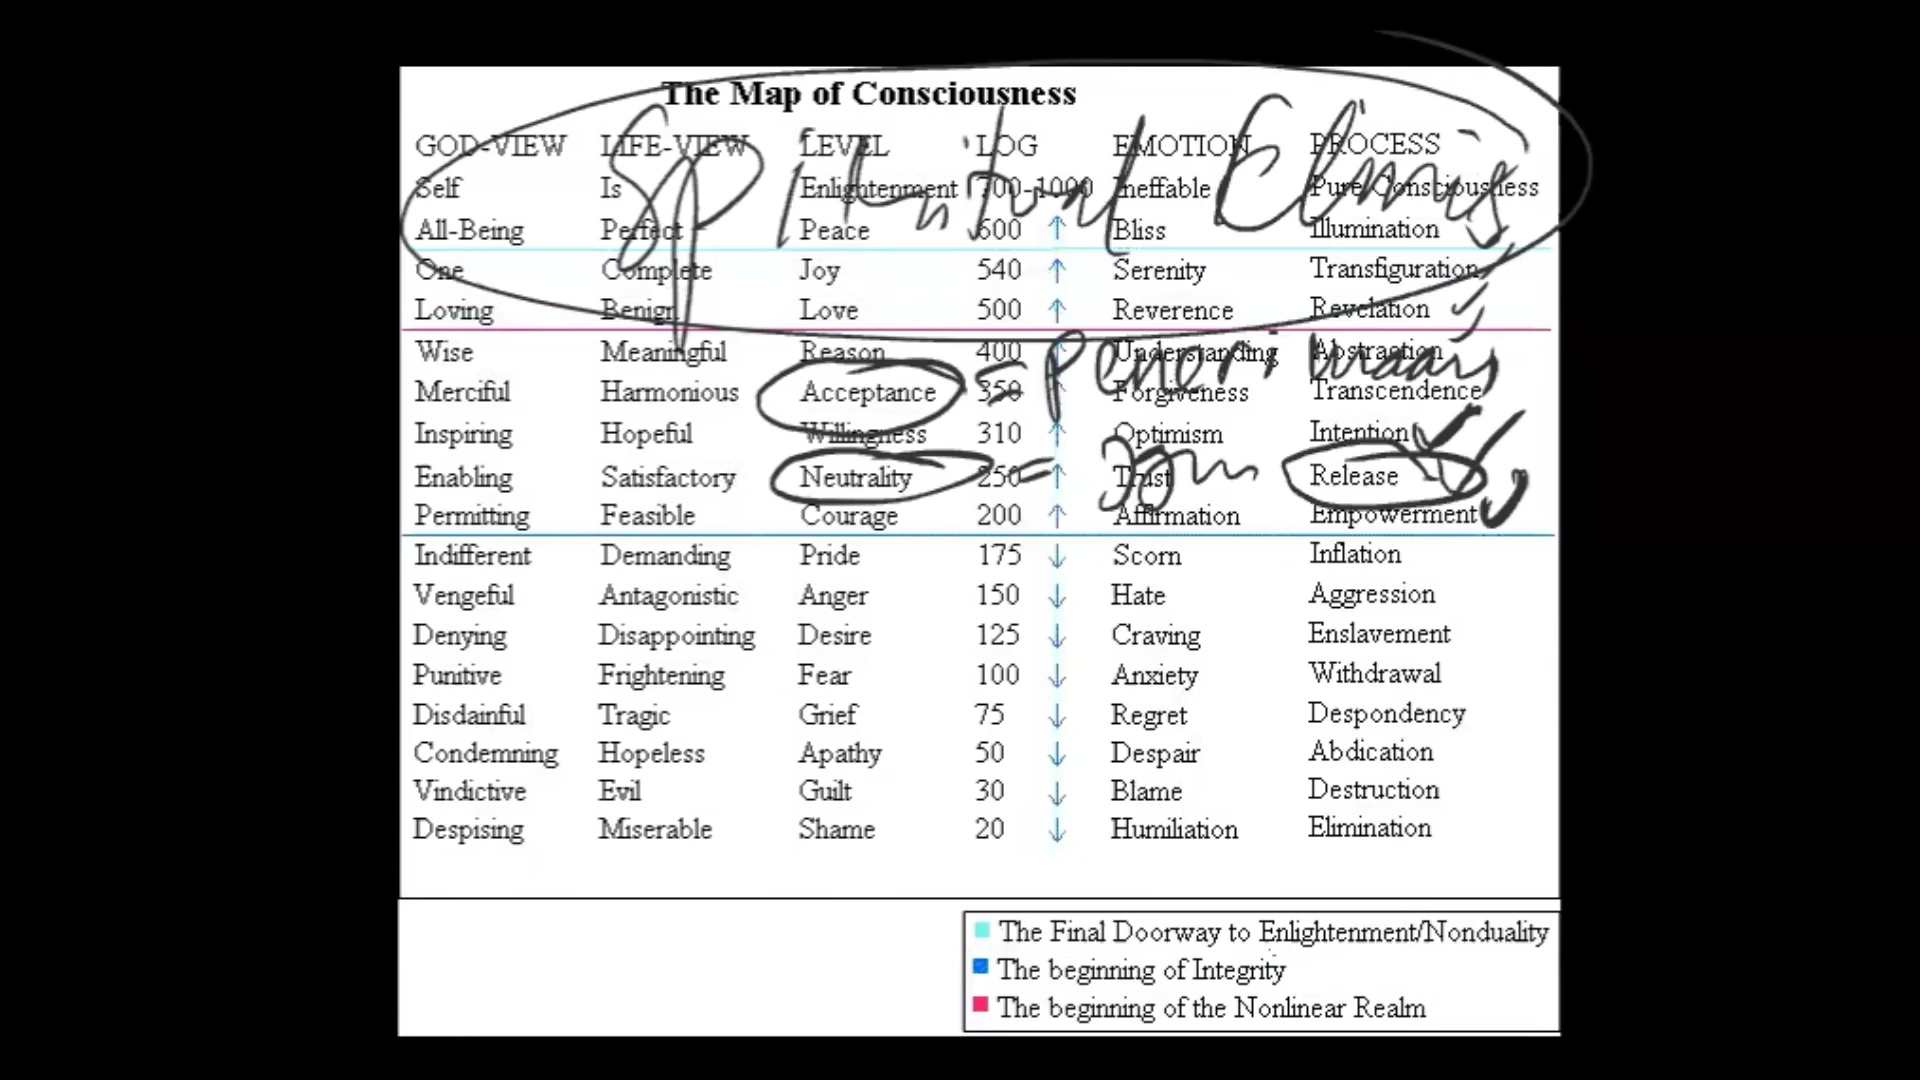 The Map of Consciousness
GOD-VIEW LIFE-VIEW LEVEL LOG EMOTION PROCESS
Self Is Enlightenment 700-1000 Ineffable Pure Consciousness
All-Being Perfect Peace 600 ↑ Bliss Illumination
One Complete Joy 540 ↑ Serenity Transfiguration
Loving Benign Love 500 ↑ Reverence Revelation
Wise Meaningful Reason 400 ↑ Understanding Abstraction
Merciful Harmonious Acceptance = 350 ↑ Forgiveness Transcendence
Inspiring Hopeful Willingness 310 ↑ Optimism Intention
Enabling Satisfactory Neutrality 250 = ↑ Trust Release
Permitting Feasible Courage 200 ↑ Affirmation Empowerment
Indifferent Demanding Pride 175 ↓ Scorn Inflation
Vengeful Antagonistic Anger 150 ↓ Hate Aggression
Denying Disappointing Desire 125 ↓ Craving Enslavement
Punitive Frightening Fear 100 ↓ Anxiety Withdrawal
Disdainful Tragic Grief 75 ↓ Regret Despondency
Condemning Hopeless Apathy 50 ↓ Despair Abdication
Vindictive Evil Guilt 30 ↓ Blame Destruction
Despising Miserable Shame 20 ↓ Humiliation Elimination
The Final Doorway to Enlightenment/Nonduality
The beginning of Integrity
The beginning of the Nonlinear Realm